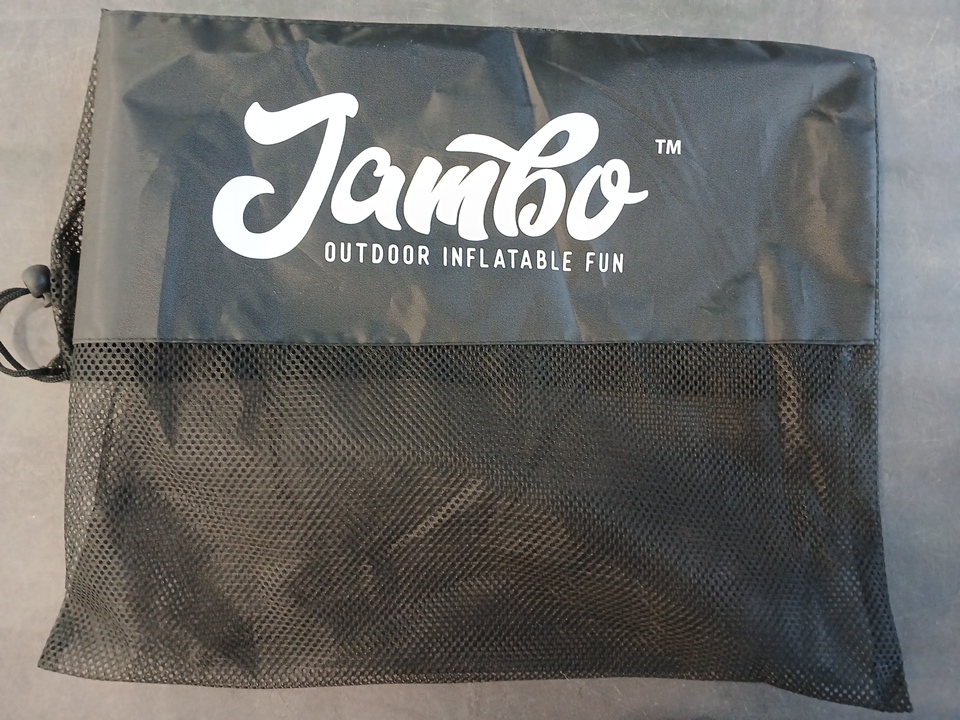 Jambo™
OUTDOOR INFLATABLE FUN